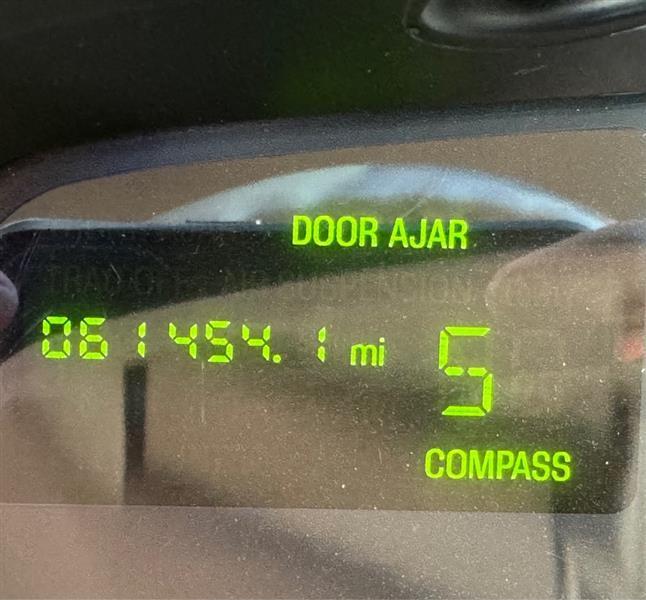 DOOR AJAR
061454.1 mi S
COMPASS